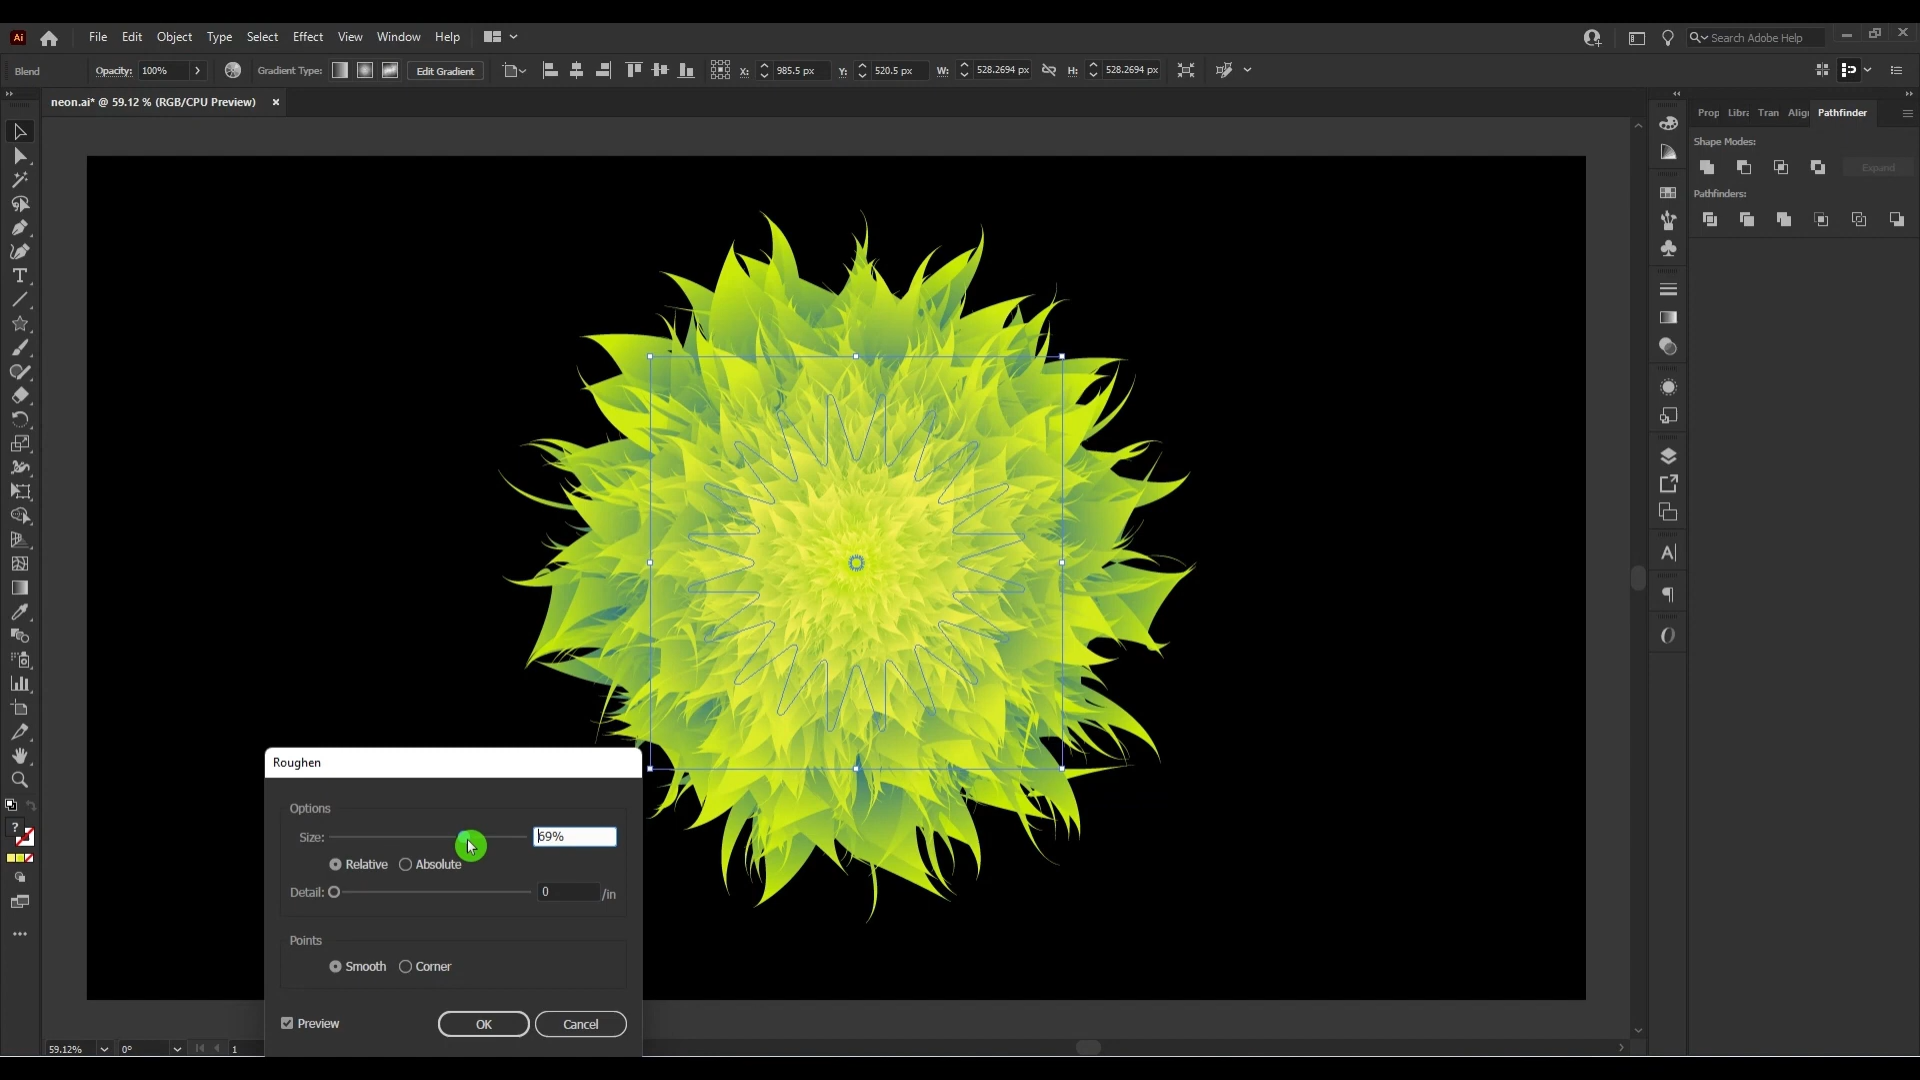 Ai File Edit Object Type Select Effect View Window Help Search Adobe Help
Blend Opacity: 100% Gradient Type: Edit Gradient X: 985.5 px Y: 520.5 px W: 528.2694 px H: 528.2694 px
neon.ai* @ 59.12 % (RGB/CPU Preview) ×
Prop Libra Tran Aligi Pathfinder
Shape Modes:
Expand
Pathfinders:
Roughen
Options
Size: 69%
Relative Absolute
Detail: 0 /in
Points
Smooth Corner
Preview OK Cancel
59.12% 0° 1